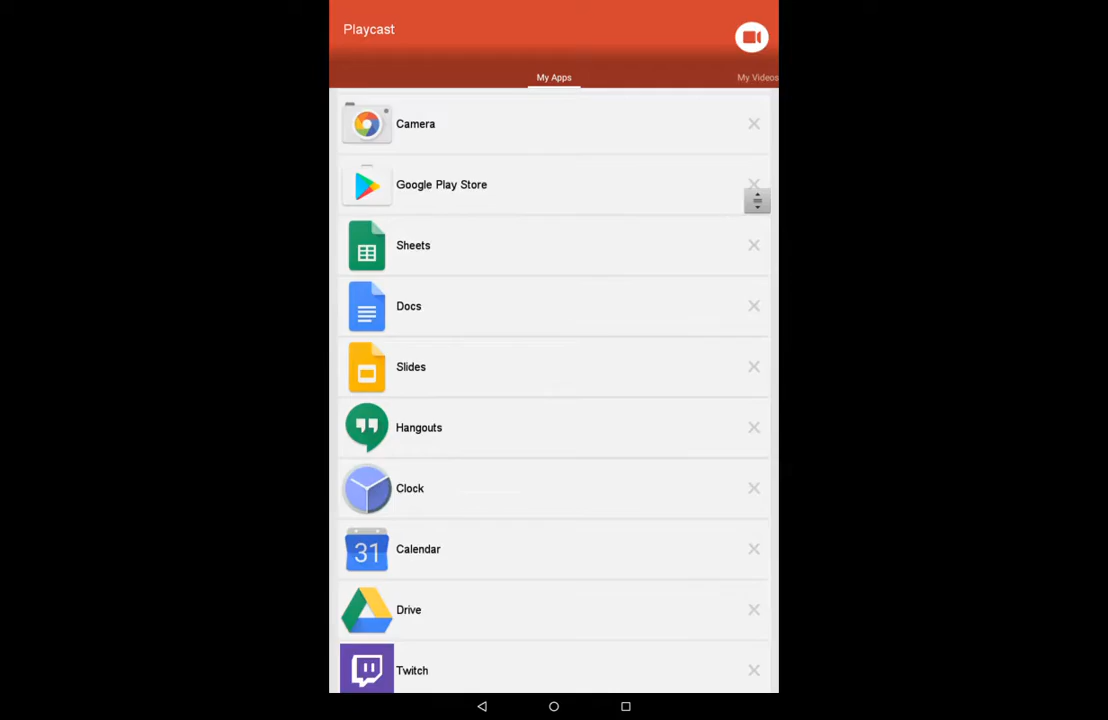 Playcast
My Apps
My Videos
Camera
Google Play Store
Sheets
Docs
Slides
Hangouts
Clock
31
Calendar
Drive
Twitch